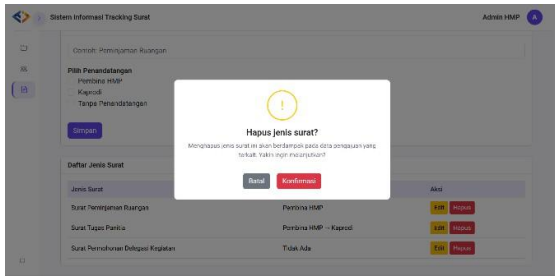 Sistem Informasi Tracking Surat
Admin HMP
A
Contoh: Peminjaman Ruangan
Pilih Penandatangan
Pembina HMP
Kaprodi
Tanpa Penandatangan
Simpan
!
Hapus jenis surat?
Menghapus jenis surat ini akan berdampak pada data pengajuan yang
terkait. Yakin ingin melanjutkan?
Batal
Konfirmasi
Daftar Jenis Surat
Jenis Surat
Aksi
Surat Peminjaman Ruangan
Pembina HMP
Edit
Hapus
Surat Tugas Panitia
Pembina HMP → Kaprodi
Edit
Hapus
Surat Permohonan Delegasi Kegiatan
Tidak Ada
Edit
Hapus